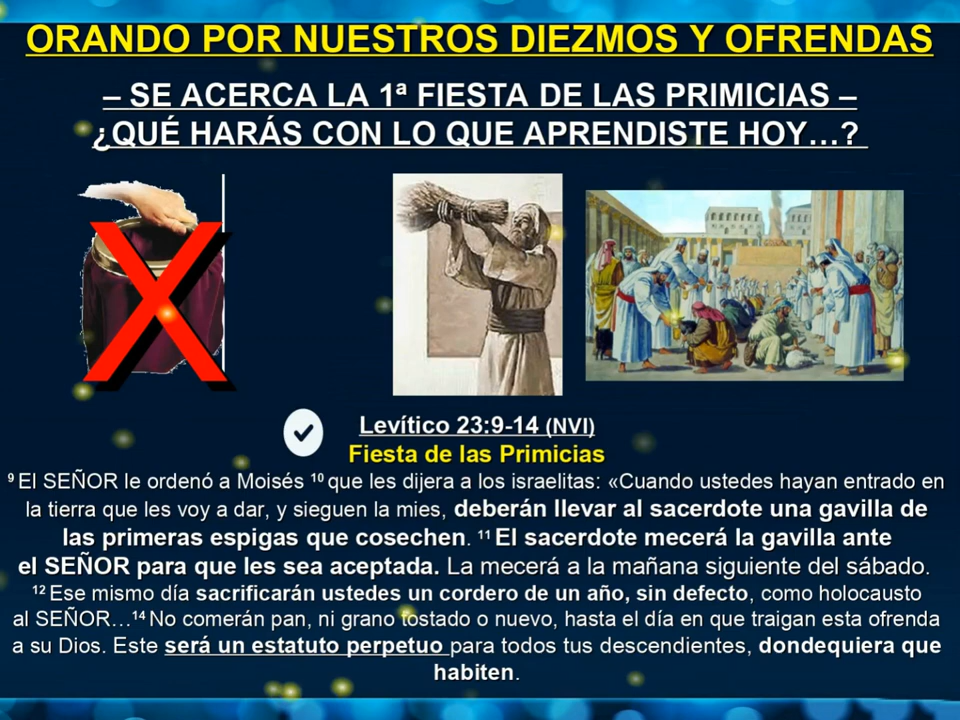 ORANDO POR NUESTROS DIEZMOS Y OFRENDAS
– SE ACERCA LA 1ª FIESTA DE LAS PRIMICIAS –
¿QUÉ HARÁS CON LO QUE APRENDISTE HOY…?
Levítico 23:9-14 (NVI)
Fiesta de las Primicias
⁹ El SEÑOR le ordenó a Moisés ¹⁰ que les dijera a los israelitas: «Cuando ustedes hayan entrado en
la tierra que les voy a dar, y sieguen la mies, deberán llevar al sacerdote una gavilla de
las primeras espigas que cosechen. ¹¹ El sacerdote mecerá la gavilla ante
el SEÑOR para que les sea aceptada. La mecerá a la mañana siguiente del sábado.
¹² Ese mismo día sacrificarán ustedes un cordero de un año, sin defecto, como holocausto
al SEÑOR…¹⁴ No comerán pan, ni grano tostado o nuevo, hasta el día en que traigan esta ofrenda
a su Dios. Este será un estatuto perpetuo para todos tus descendientes, dondequiera que
habiten.